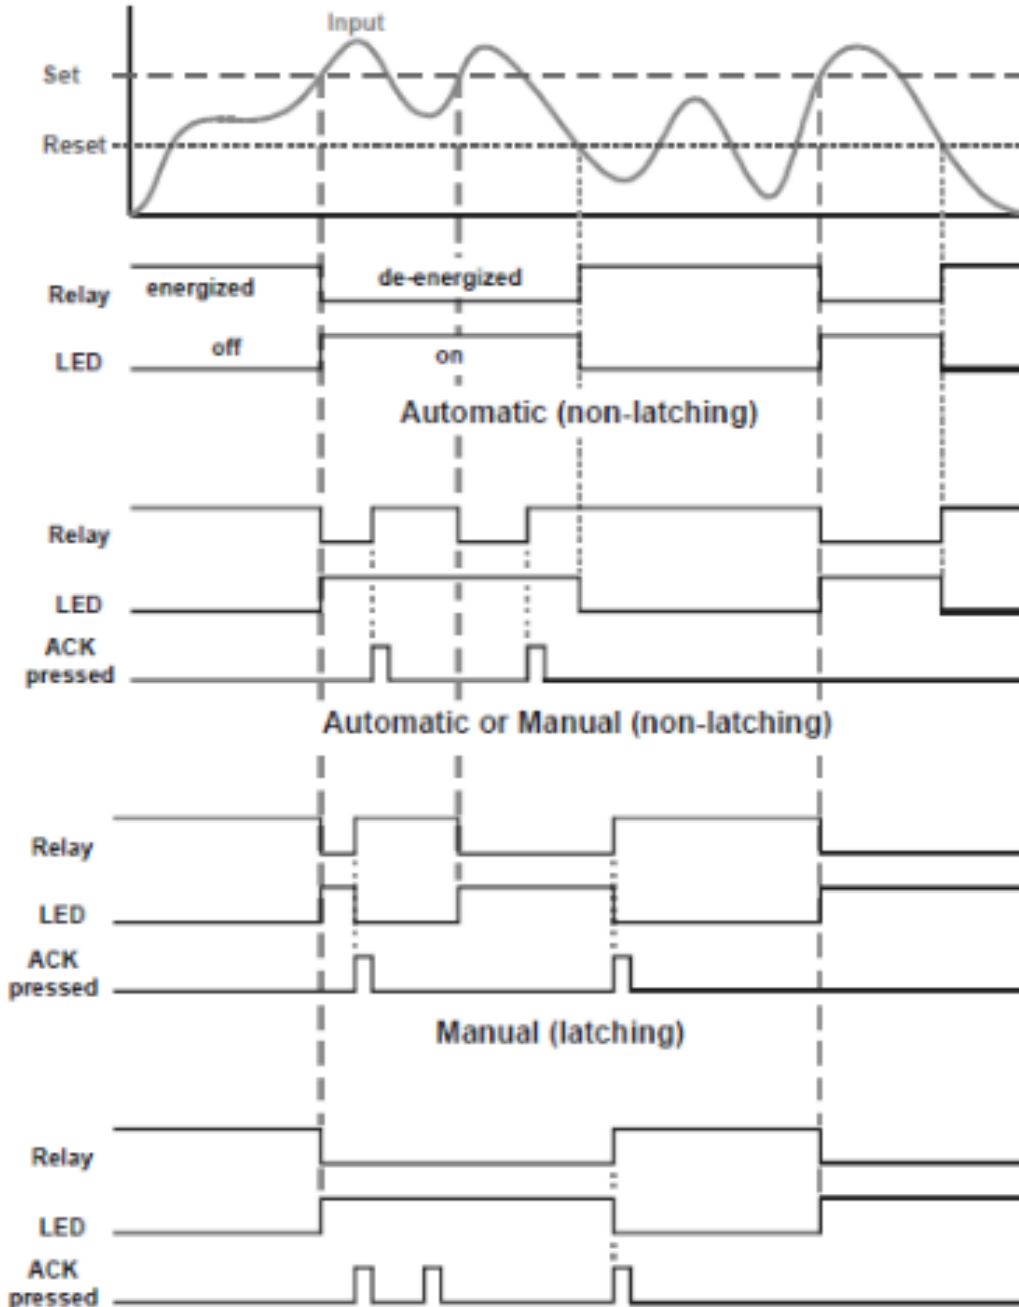 Input
Set
Reset
Relay
energized
de-energized
LED
off
on
Automatic (non-latching)
Relay
LED
ACK
pressed
Automatic or Manual (non-latching)
Relay
LED
ACK
pressed
Manual (latching)
Relay
LED
ACK
pressed